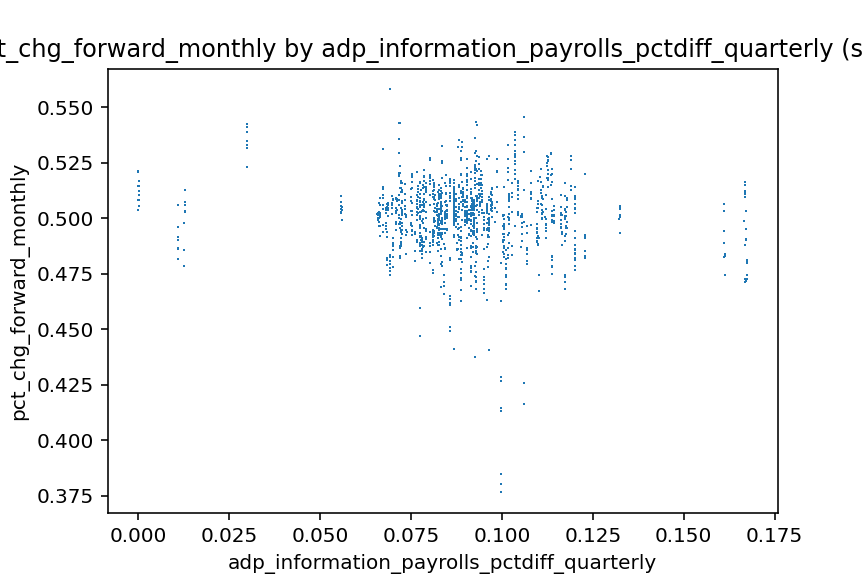 t_chg_forward_monthly by adp_information_payrolls_pctdiff_quarterly (s
0.550
0.525
0.500
0.475
0.450
0.425
0.400
0.375
pct_chg_forward_monthly
0.000 0.025 0.050 0.075 0.100 0.125 0.150 0.175
adp_information_payrolls_pctdiff_quarterly